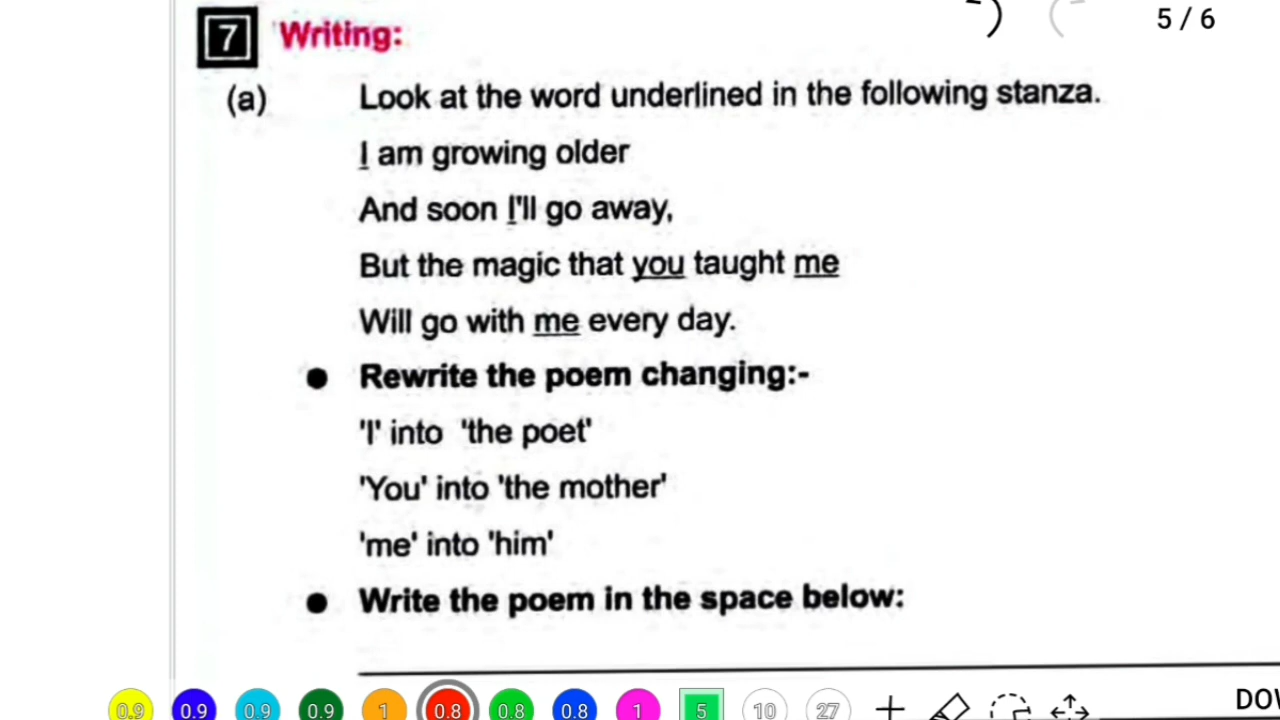 5 / 6
7 Writing:
(a) Look at the word underlined in the following stanza.
I am growing older
And soon I'll go away,
But the magic that you taught me
Will go with me every day.
● Rewrite the poem changing:-
'I' into 'the poet'
'You' into 'the mother'
'me' into 'him'
● Write the poem in the space below:
0.9 0.9 0.9 0.9 1 0.8 0.8 0.8 1 5 10 27